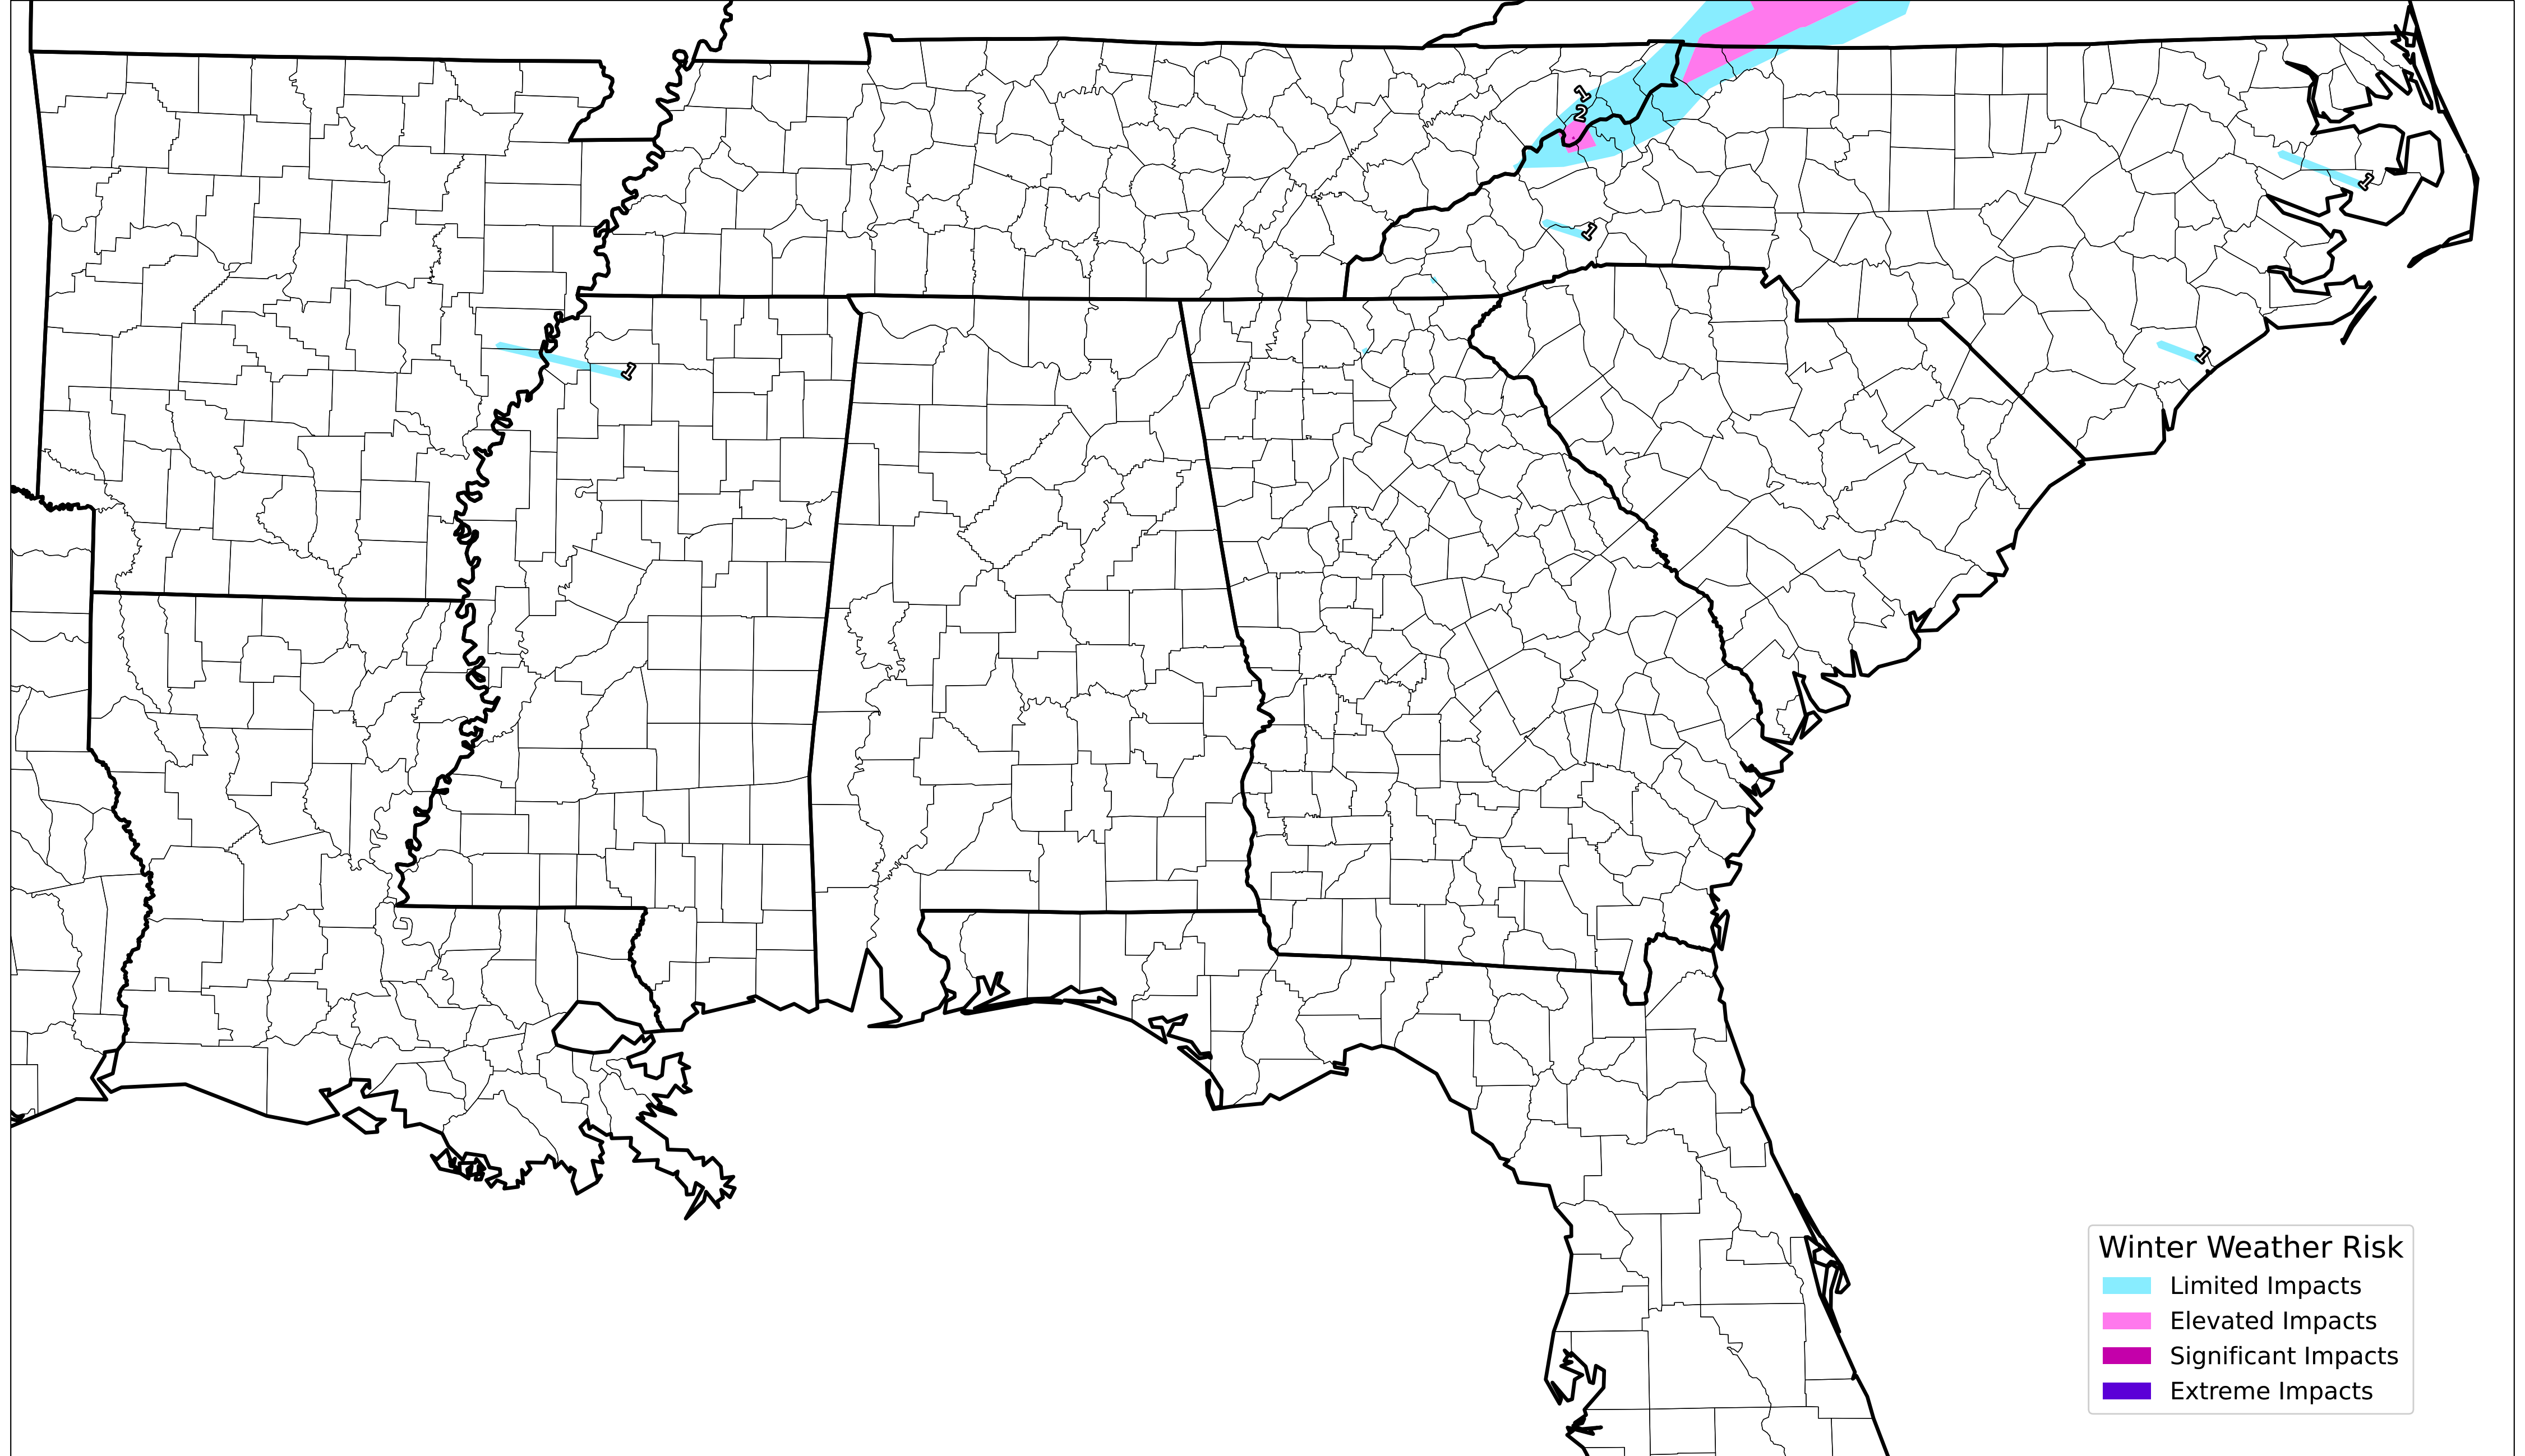 1
2
1
1
1
1
Winter Weather Risk
Limited Impacts
Elevated Impacts
Significant Impacts
Extreme Impacts